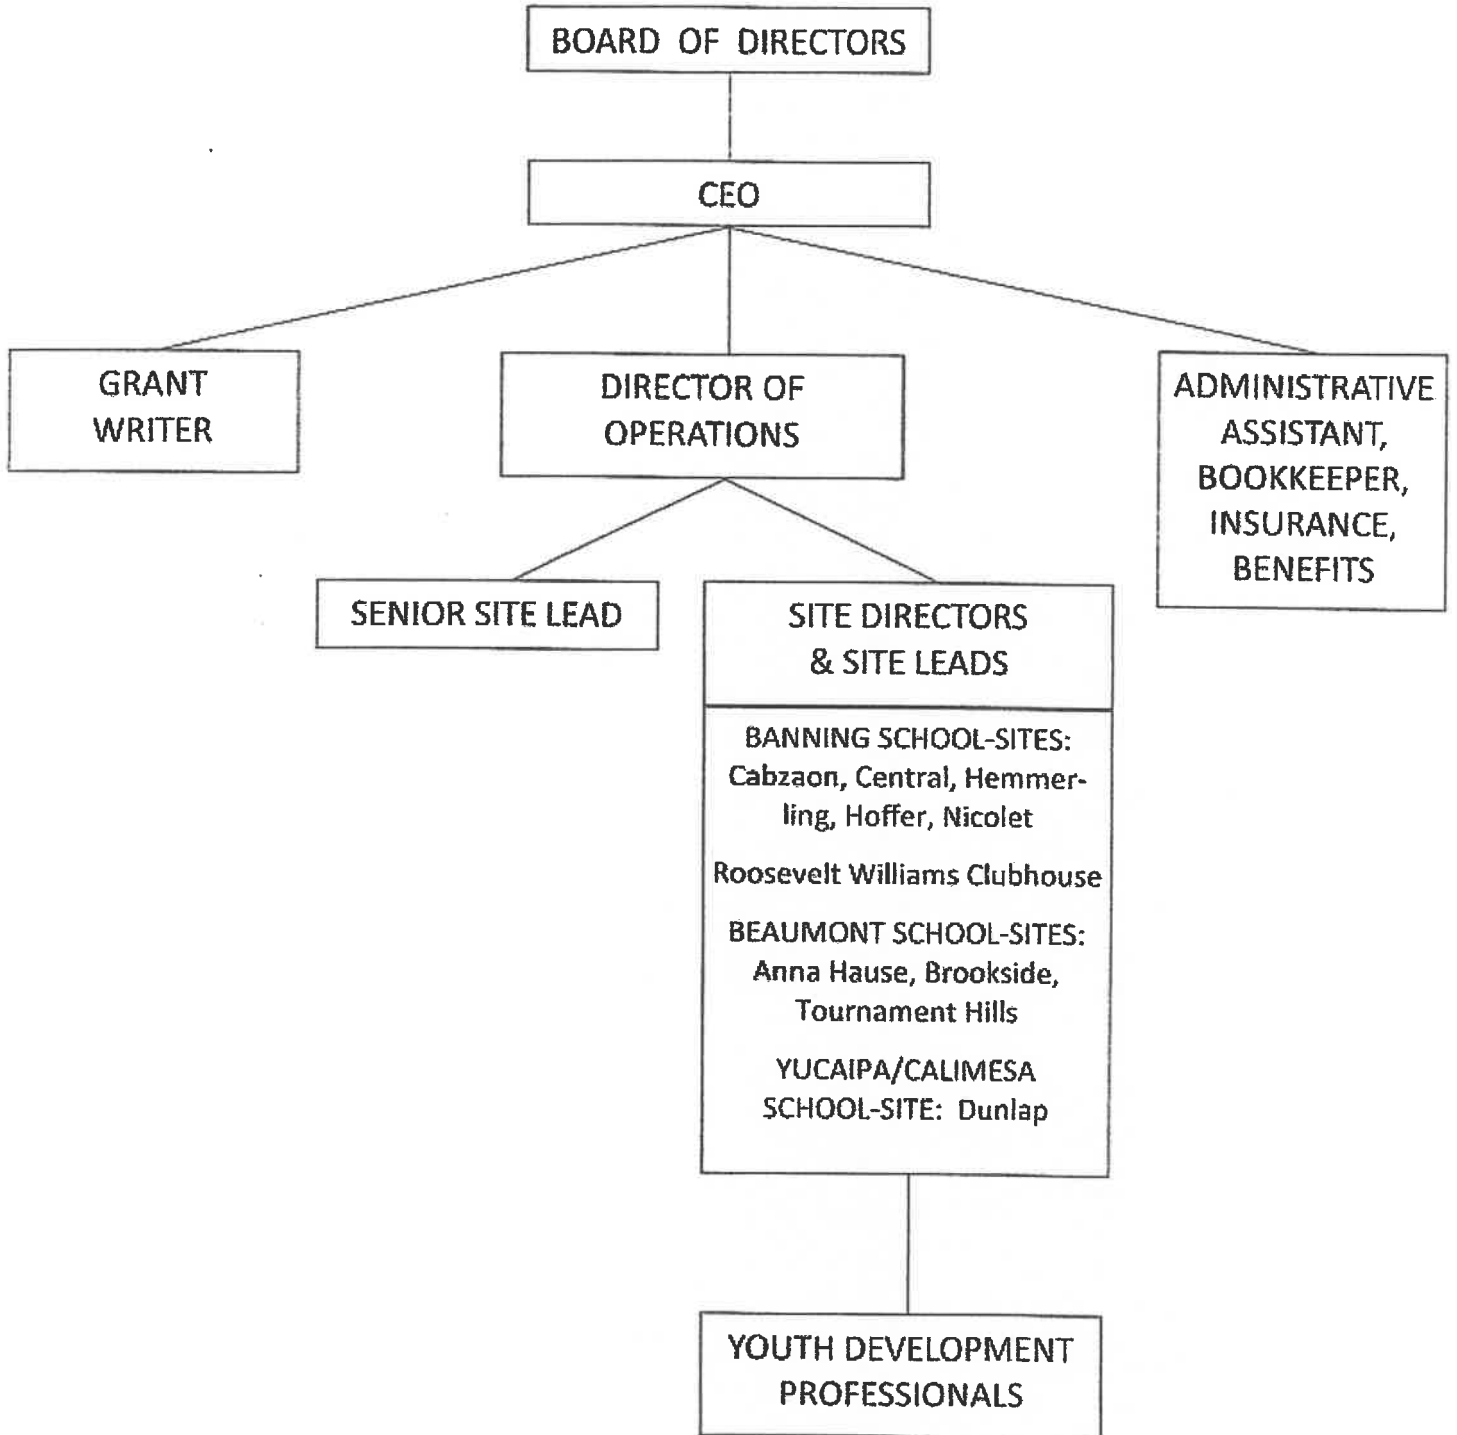 BOARD OF DIRECTORS
CEO
GRANT
WRITER
DIRECTOR OF
OPERATIONS
ADMINISTRATIVE
ASSISTANT,
BOOKKEEPER,
INSURANCE,
BENEFITS
SENIOR SITE LEAD
SITE DIRECTORS
& SITE LEADS
BANNING SCHOOL-SITES:
Cabzaon, Central, Hemmer-
ling, Hoffer, Nicolet
Roosevelt Williams Clubhouse
BEAUMONT SCHOOL-SITES:
Anna Hause, Brookside,
Tournament Hills
YUCAIPA/CALIMESA
SCHOOL-SITE: Dunlap
YOUTH DEVELOPMENT
PROFESSIONALS